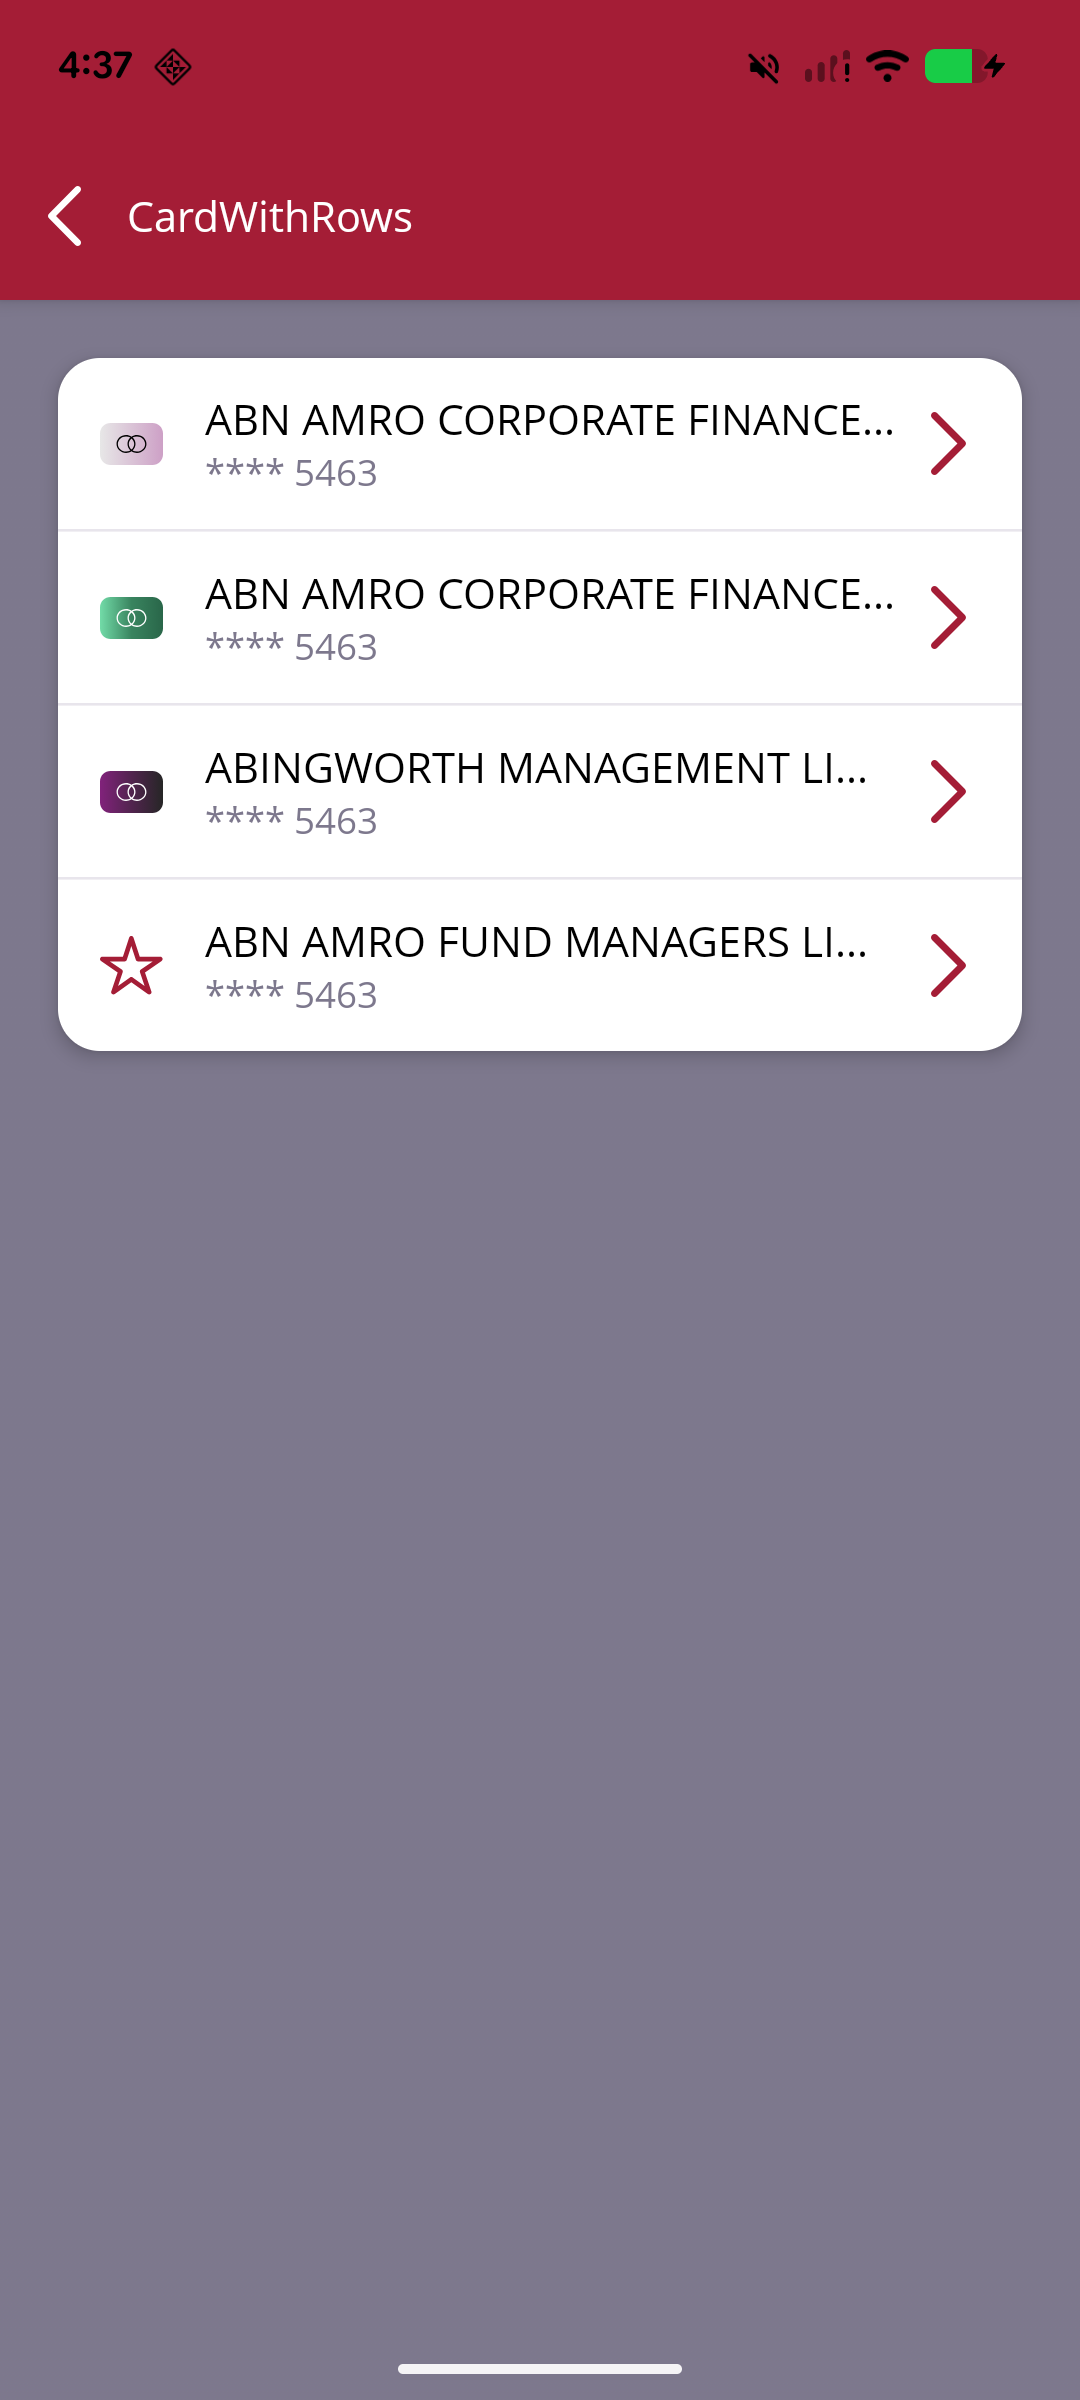 4:37
CardWithRows
ABN AMRO CORPORATE FINANCE...
**** 5463
ABN AMRO CORPORATE FINANCE...
**** 5463
ABINGWORTH MANAGEMENT LI...
**** 5463
ABN AMRO FUND MANAGERS LI...
**** 5463